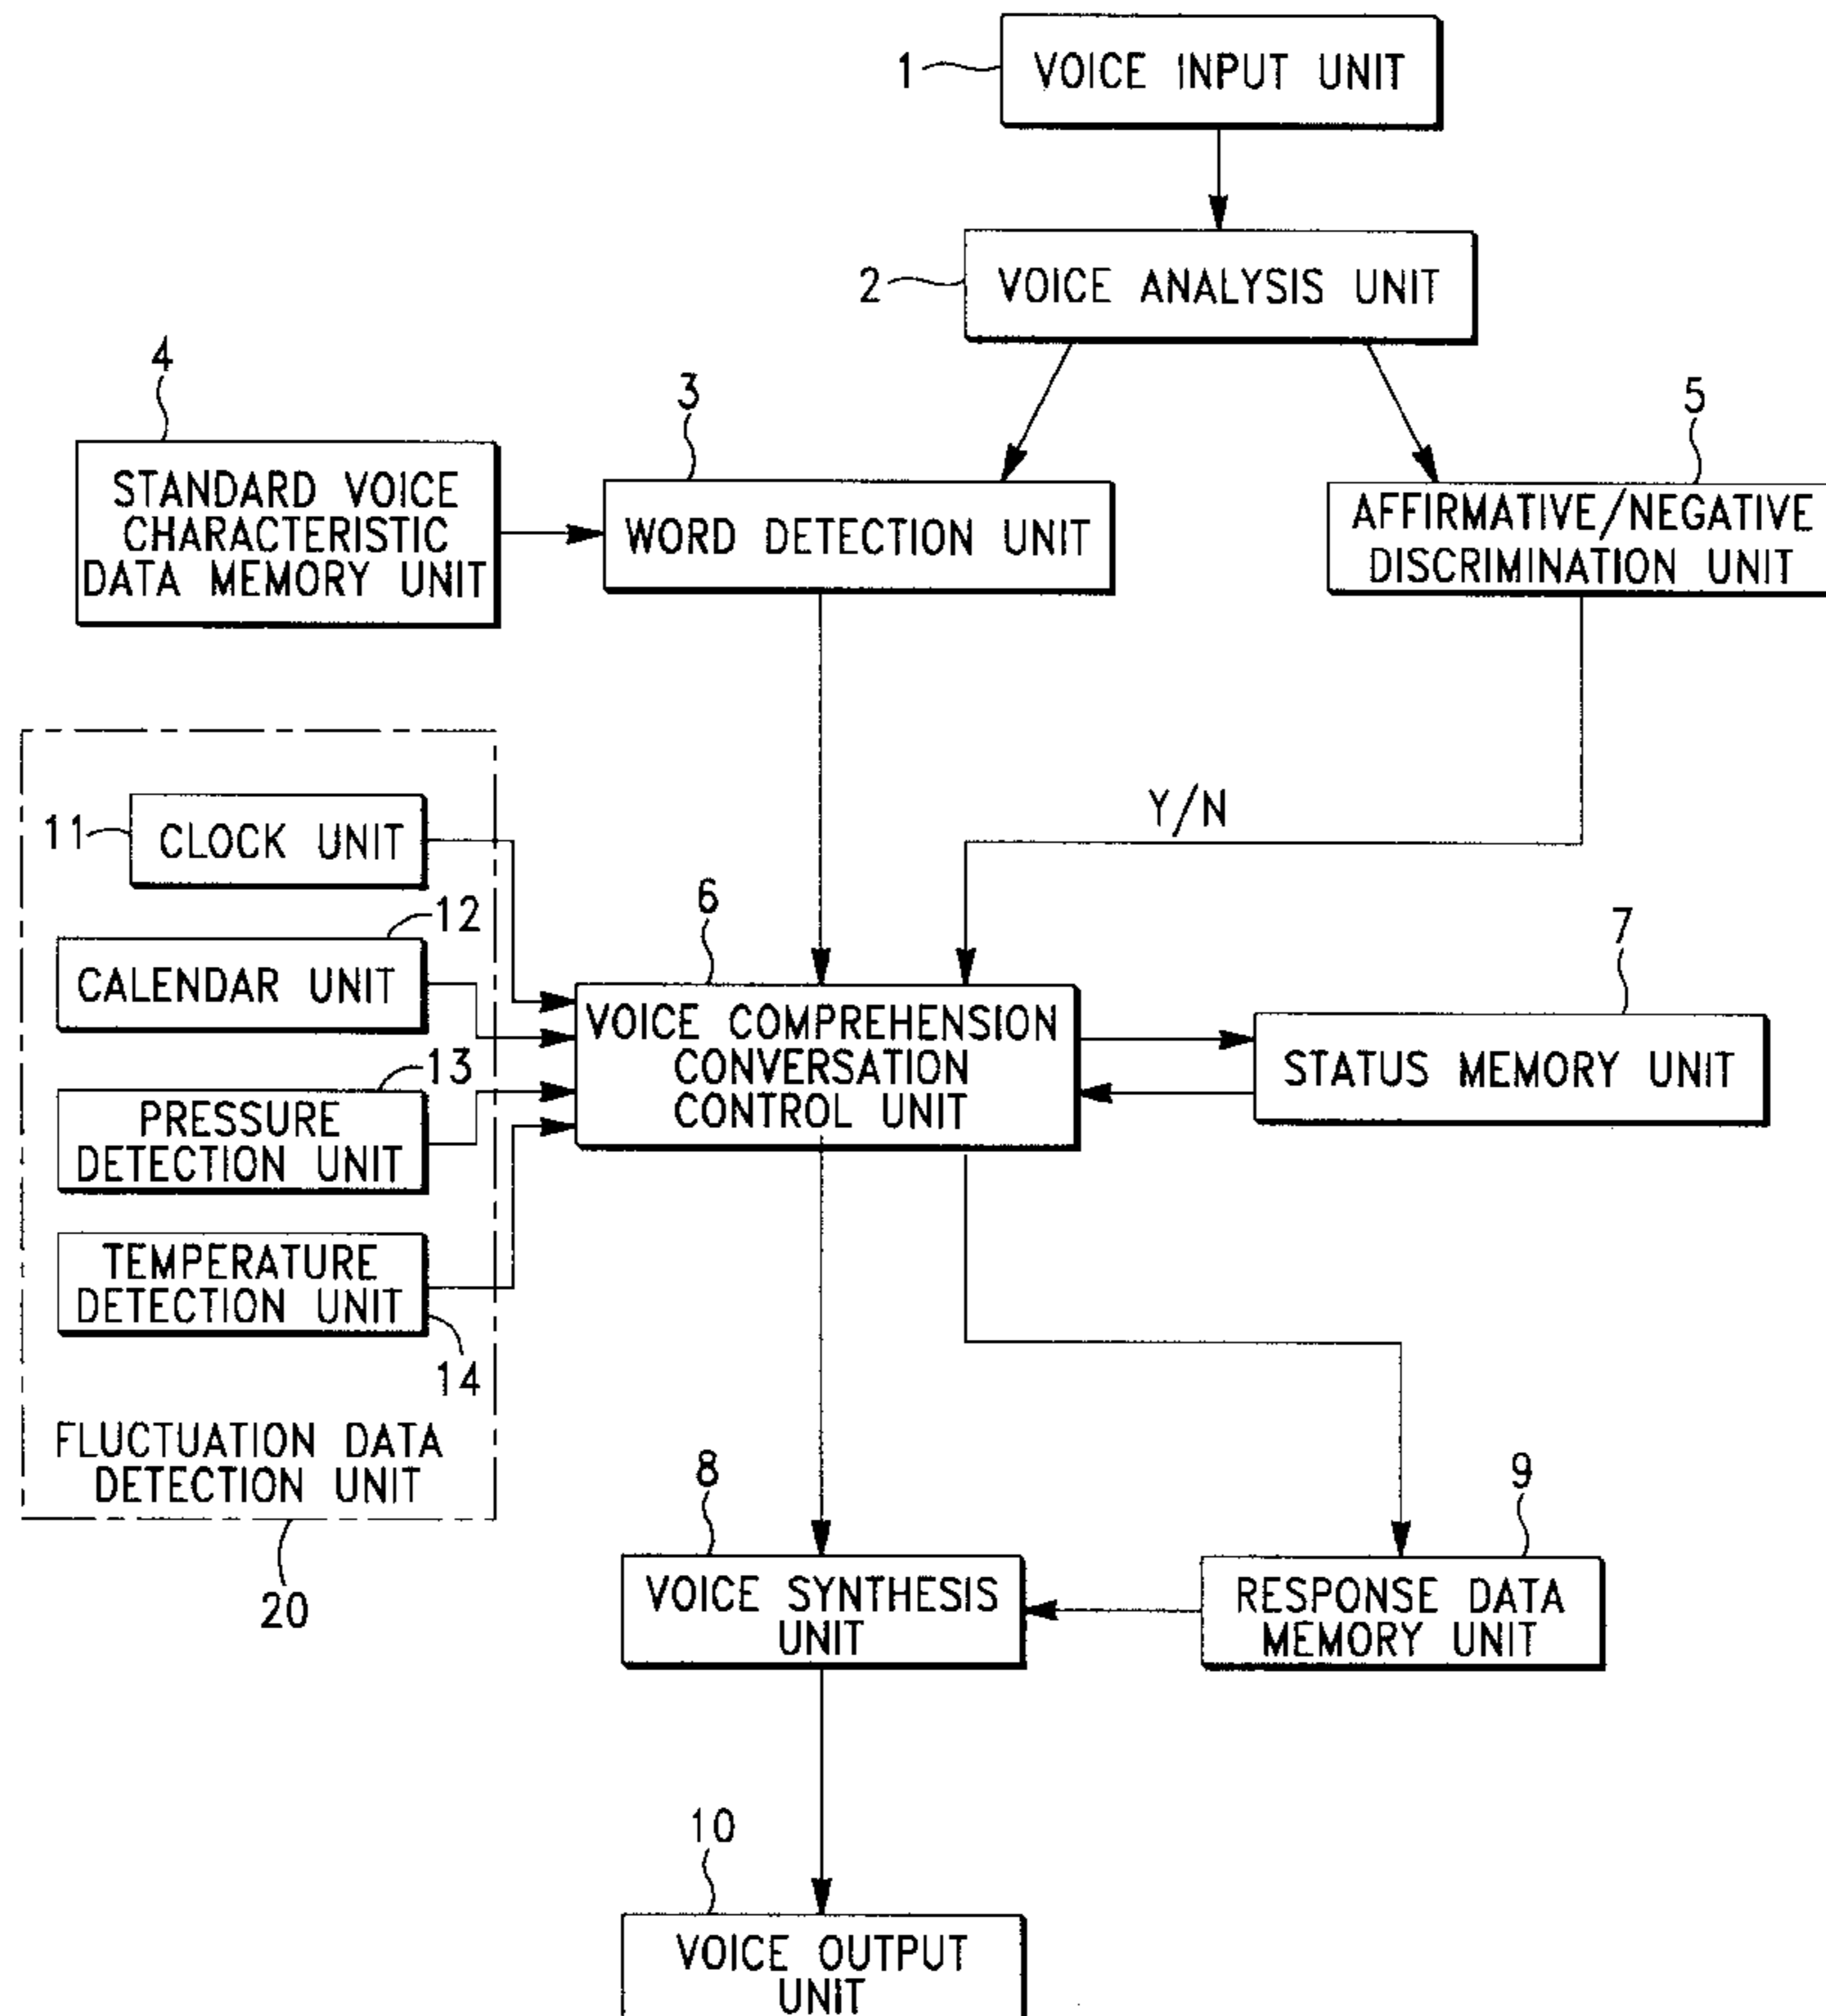 1
VOICE INPUT UNIT
2
VOICE ANALYSIS UNIT
4
STANDARD VOICE
CHARACTERISTIC
DATA MEMORY UNIT
3
WORD DETECTION UNIT
5
AFFIRMATIVE/NEGATIVE
DISCRIMINATION UNIT
Y/N
11
CLOCK UNIT
12
CALENDAR UNIT
13
PRESSURE
DETECTION UNIT
TEMPERATURE
DETECTION UNIT
14
FLUCTUATION DATA
DETECTION UNIT
20
6
VOICE COMPREHENSION
CONVERSATION
CONTROL UNIT
7
STATUS MEMORY UNIT
8
VOICE SYNTHESIS
UNIT
9
RESPONSE DATA
MEMORY UNIT
10
VOICE OUTPUT
UNIT